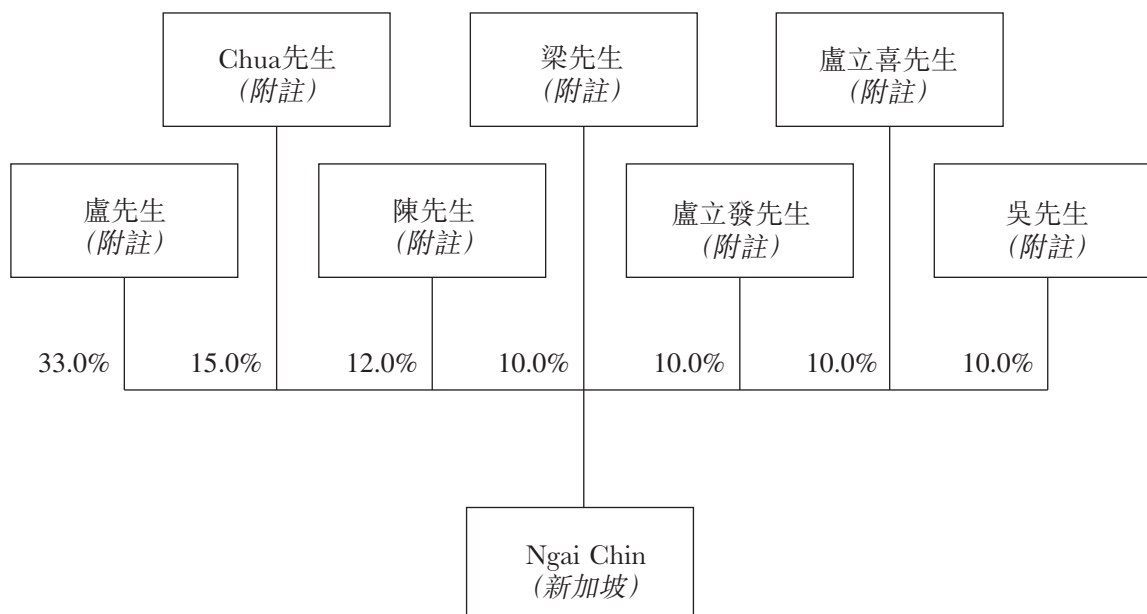 Chua先生
(附註)
梁先生
(附註)
盧立喜先生
(附註)
盧先生
(附註)
陳先生
(附註)
盧立發先生
(附註)
吳先生
(附註)
33.0%
15.0%
12.0%
10.0%
10.0%
10.0%
10.0%
Ngai Chin
(新加坡)